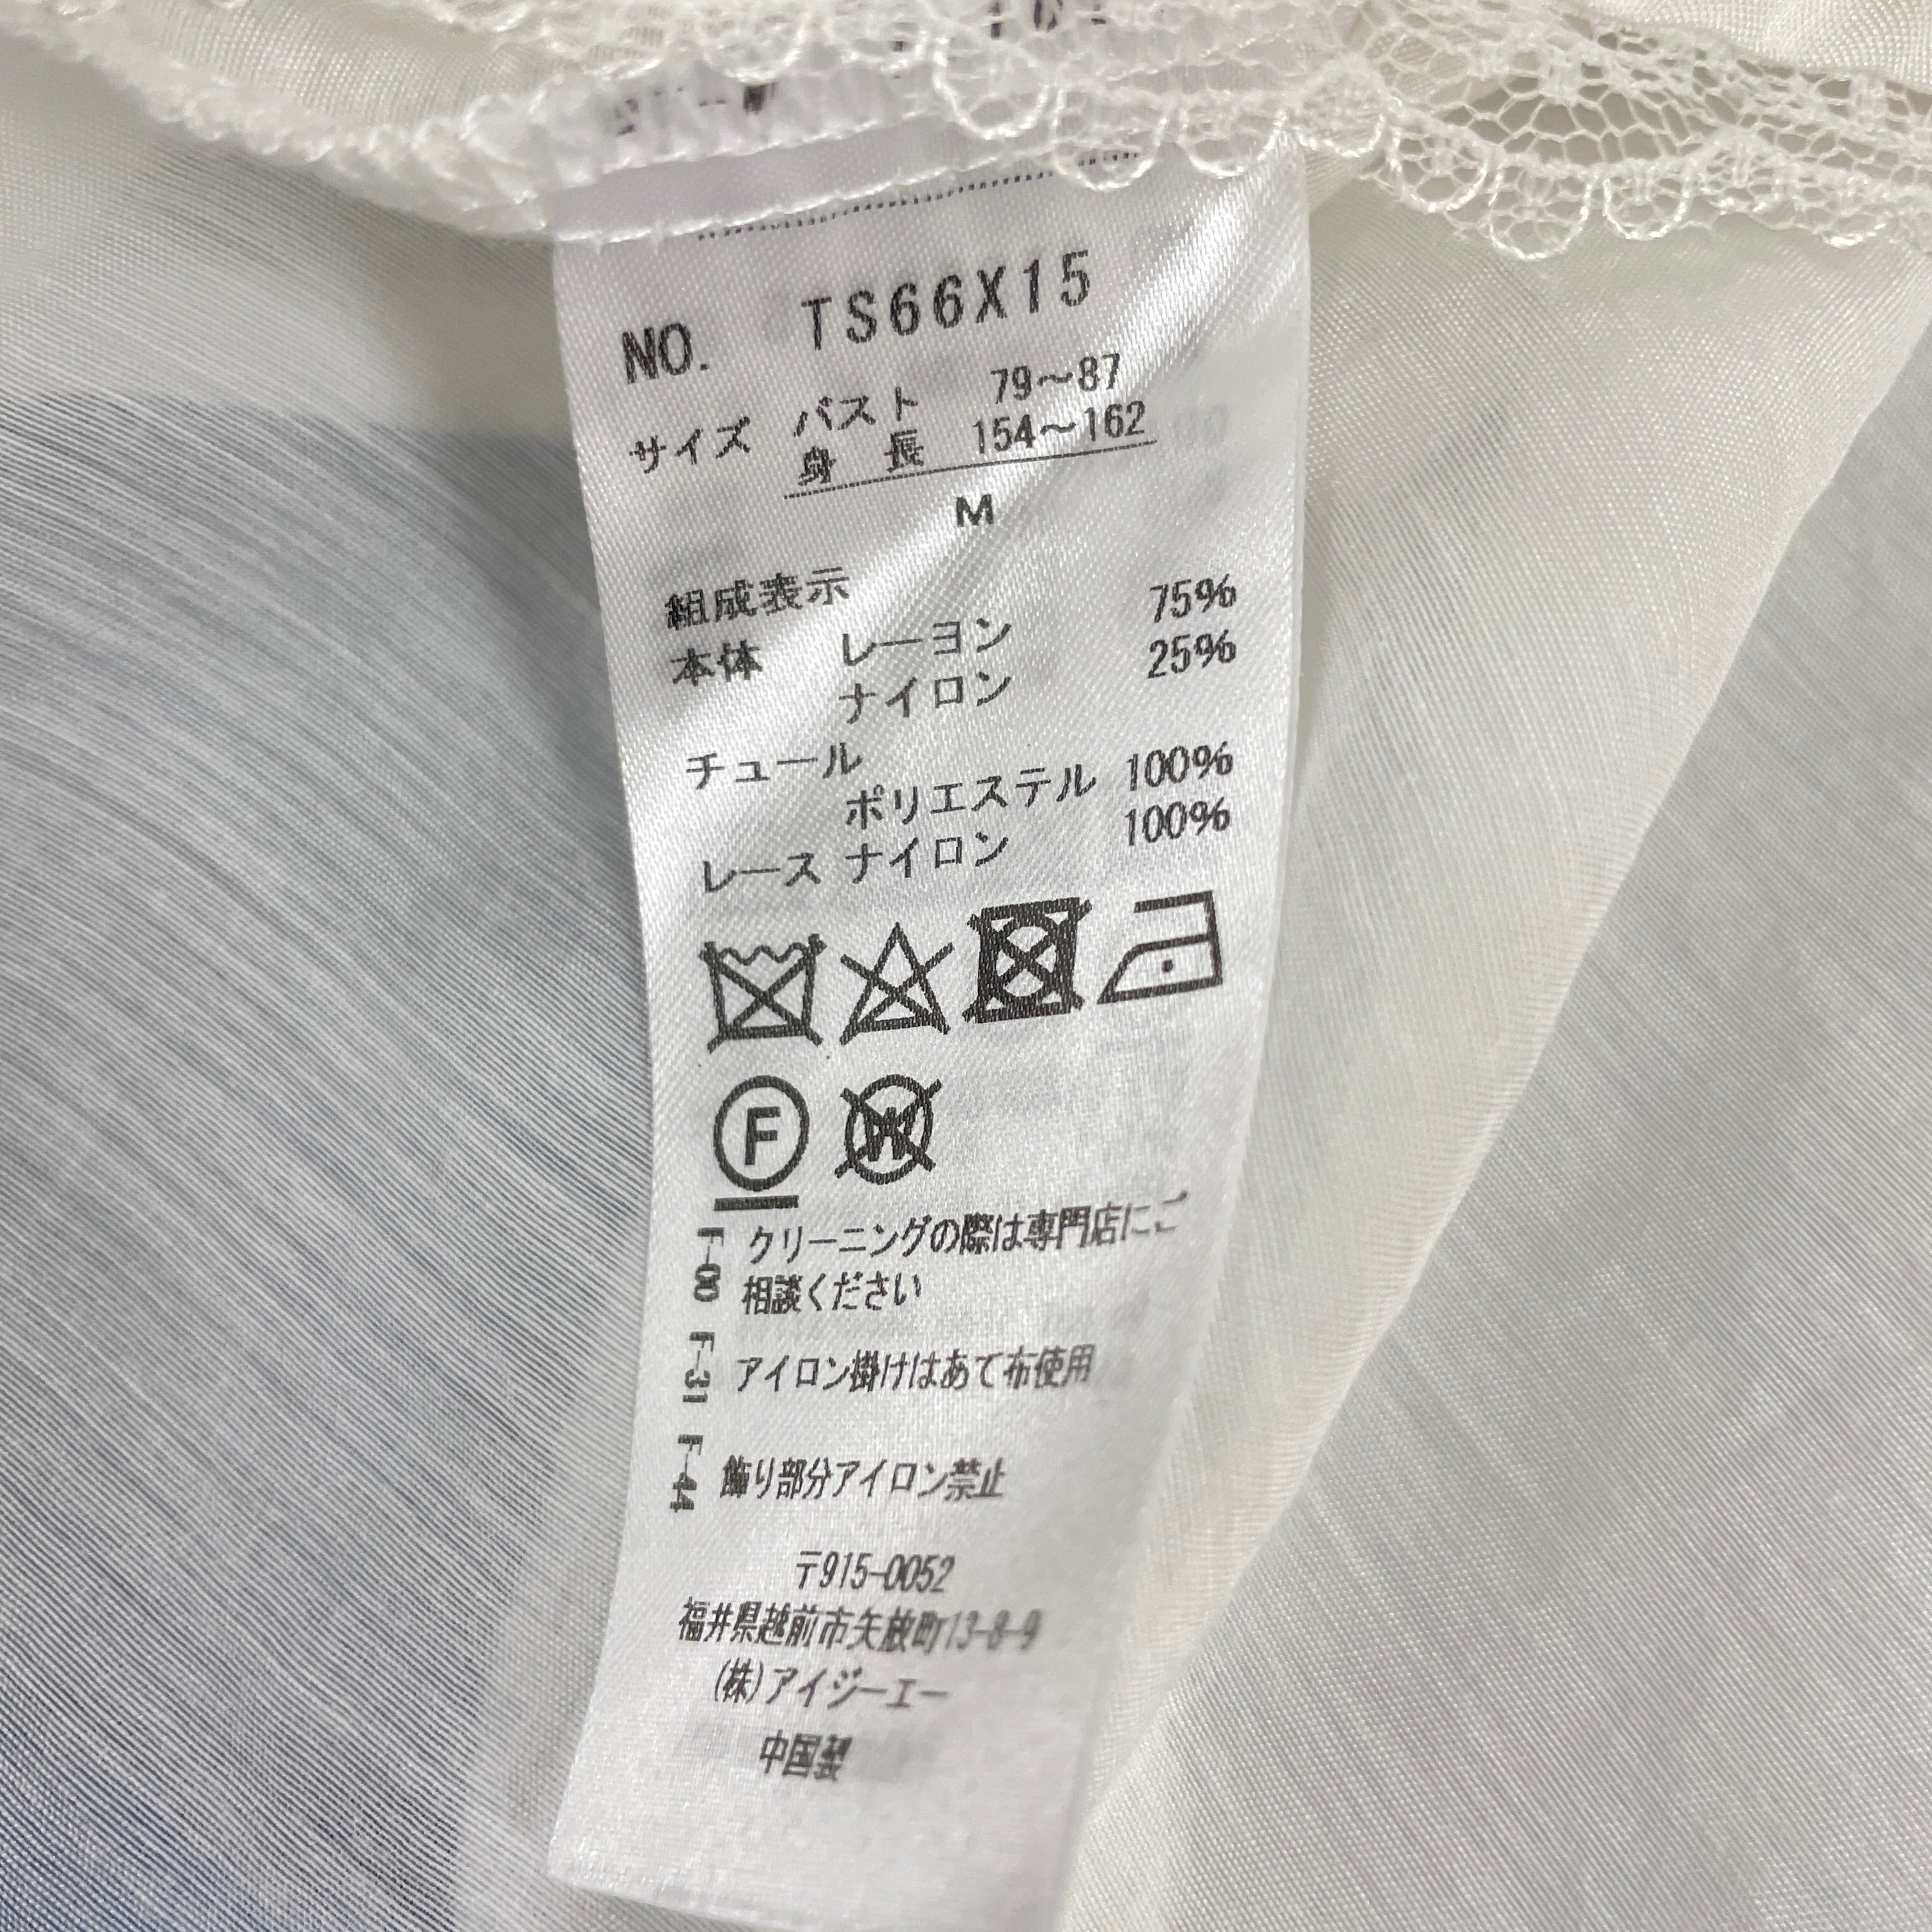 NO. TS66X15
サイズ バスト 79～87
身 長 154～162
M
組成表示
本体 レーヨン 75%
ナイロン 25%
チュール
ポリエステル 100%
レース ナイロン 100%
F W
F-00 クリーニングの際は専門店にご
相談ください
F-31 アイロン掛けはあて布使用
F-44 飾り部分アイロン禁止
〒915-0052
福井県越前市矢放町13-8-9
(株)アイジーエー
中国製